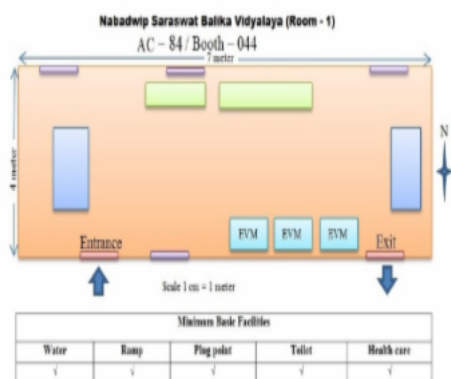 Nabadwip Saraswat Balika Vidyalaya (Room - 1)
AC – 84 / Booth – 044
7 meter
4 meter
N
EVM EVM EVM
Entrance Exit
Scale 1 cm = 1 meter
Minimum Basic Facilities
Water Ramp Plug point Toilet Health care
√ √ √ √ √